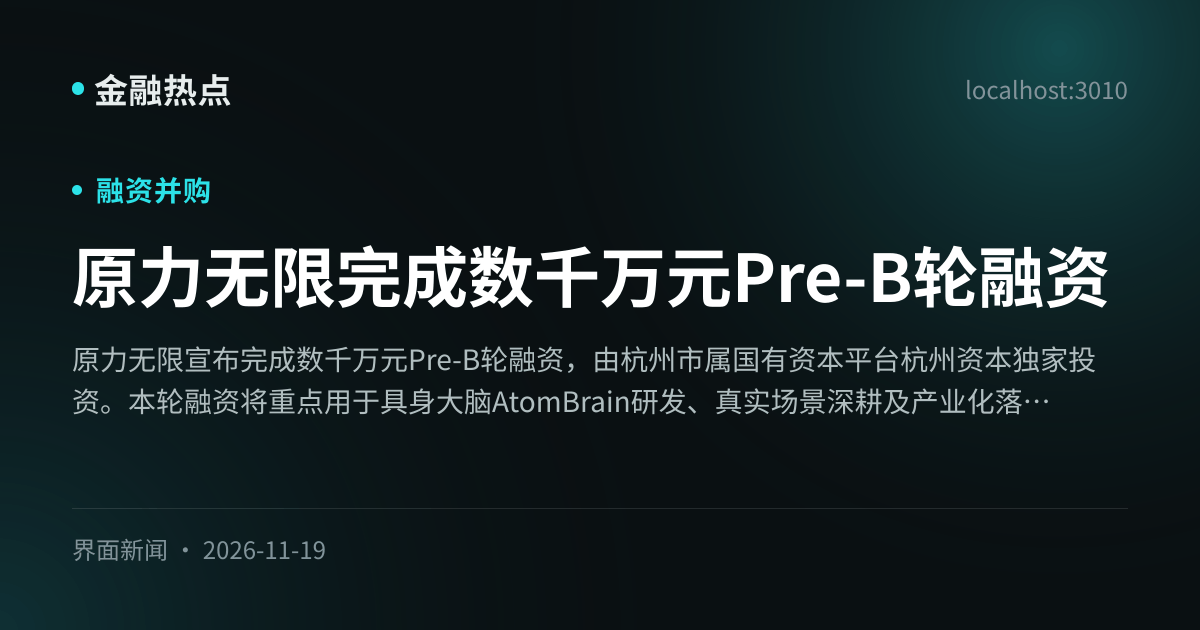 金融热点
localhost:3010
融资并购
原力无限完成数千万元Pre-B轮融资
原力无限宣布完成数千万元Pre-B轮融资，由杭州市属国有资本平台杭州资本独家投
资。本轮融资将重点用于具身大脑AtomBrain研发、真实场景深耕及产业化落…
界面新闻 • 2026-11-19